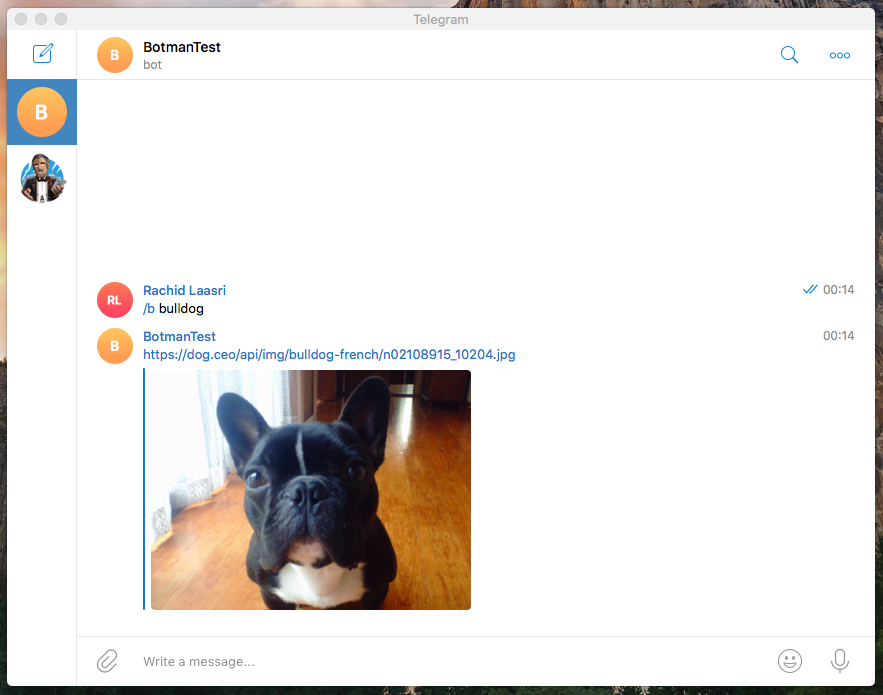 Telegram
B
BotmanTest
bot
B
Rachid Laasri
00:14
RL
/b bulldog
BotmanTest
00:14
B
https://dog.ceo/api/img/bulldog-french/n02108915_10204.jpg
Write a message...